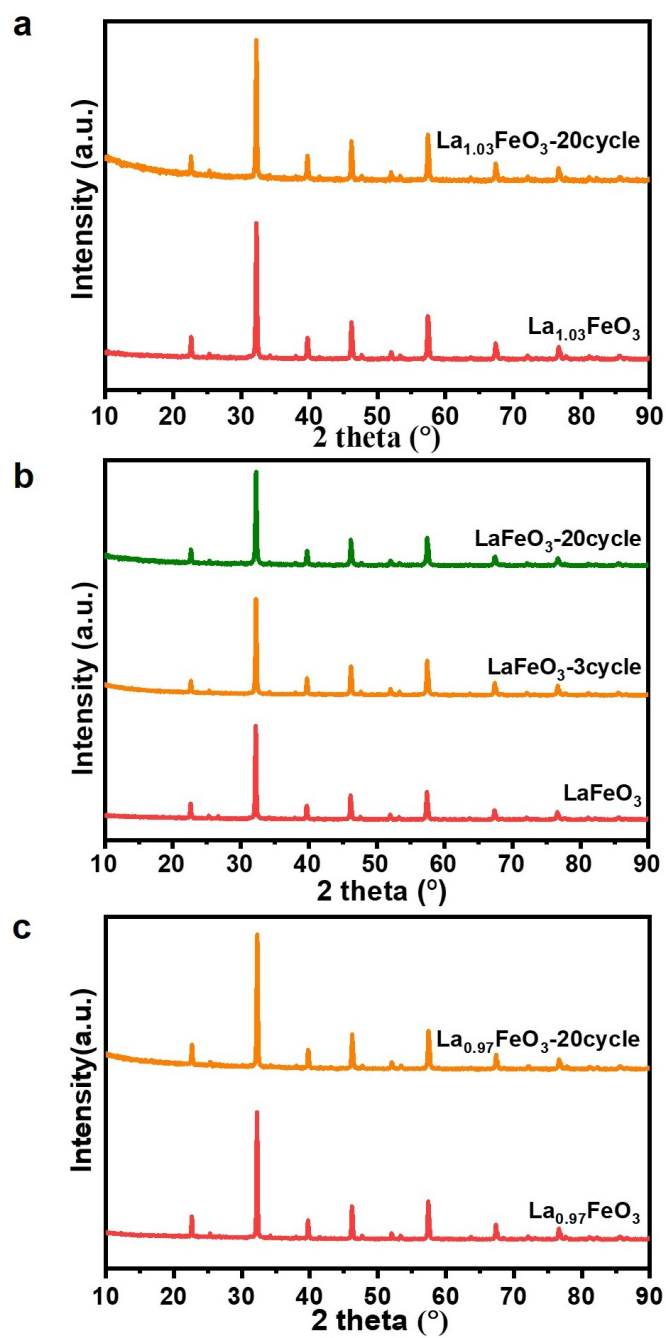 a
Intensity (a.u.)
La₁.₀₃FeO₃-20cycle
La₁.₀₃FeO₃
10 20 30 40 50 60 70 80 90
2 theta (°)
b
Intensity (a.u.)
LaFeO₃-20cycle
LaFeO₃-3cycle
LaFeO₃
10 20 30 40 50 60 70 80 90
2 theta (°)
c
Intensity(a.u.)
La₀.₉₇FeO₃-20cycle
La₀.₉₇FeO₃
10 20 30 40 50 60 70 80 90
2 theta (°)